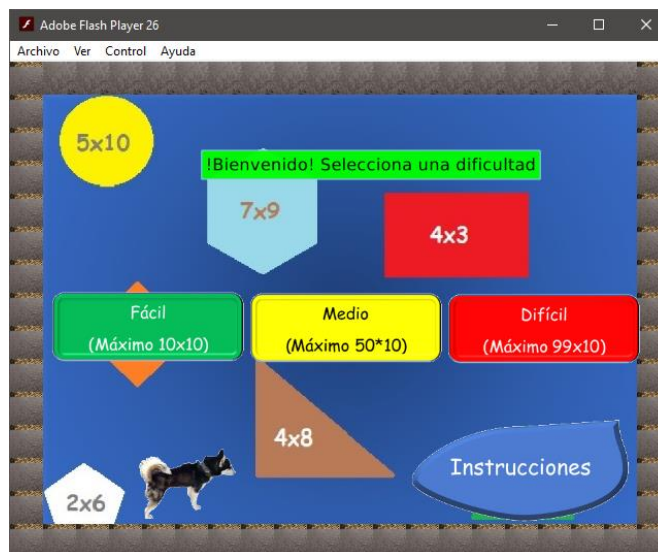 Adobe Flash Player 26
Archivo Ver Control Ayuda
5x10
!Bienvenido! Selecciona una dificultad
7x9
4x3
Fácil
(Máximo 10x10)
Medio
(Máximo 50*10)
Difícil
(Máximo 99x10)
4x8
Instrucciones
2x6